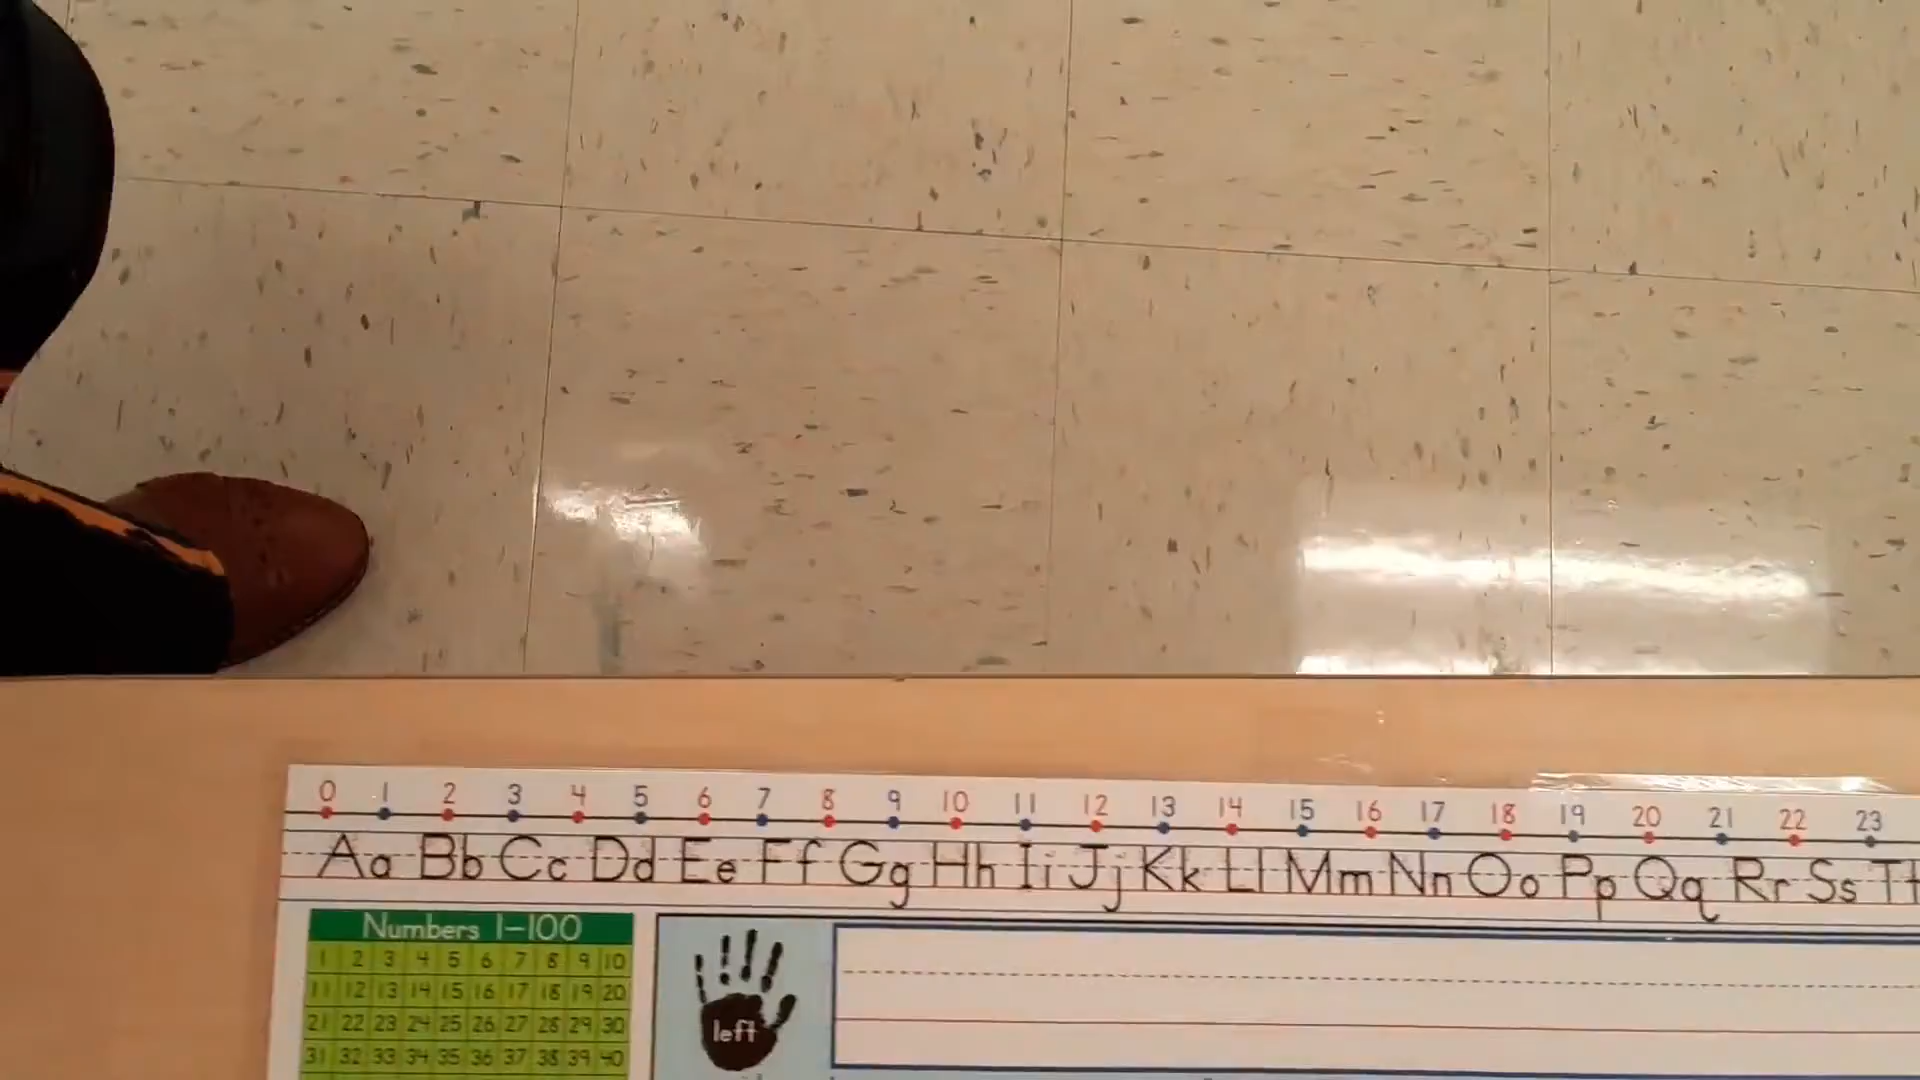 0 1 2 3 4 5 6 7 8 9 10 11 12 13 14 15 16 17 18 19 20 21 22 23
Aa Bb Cc Dd Ee Ff Gg Hh Ii Jj Kk Ll Mm Nn Oo Pp Qq Rr Ss Tt
Numbers 1-100
1 2 3 4 5 6 7 8 9 10
11 12 13 14 15 16 17 18 19 20
21 22 23 24 25 26 27 28 29 30
31 32 33 34 35 36 37 38 39 40
left